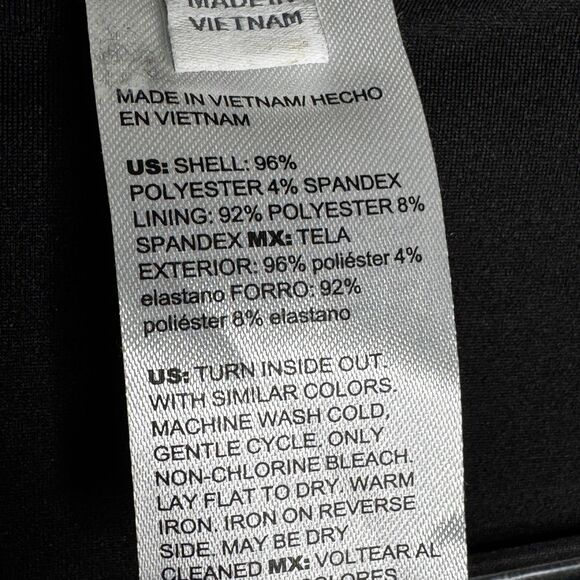 MADE IN
VIETNAM
MADE IN VIETNAM/ HECHO
EN VIETNAM
US: SHELL: 96%
POLYESTER 4% SPANDEX
LINING: 92% POLYESTER 8%
SPANDEX MX: TELA
EXTERIOR: 96% poliéster 4%
elastano FORRO: 92%
poliéster 8% elastano
US: TURN INSIDE OUT.
WITH SIMILAR COLORS.
MACHINE WASH COLD,
GENTLE CYCLE, ONLY
NON-CHLORINE BLEACH.
LAY FLAT TO DRY. WARM
IRON. IRON ON REVERSE
SIDE. MAY BE DRY
CLEANED MX: VOLTEAR AL
COLORES